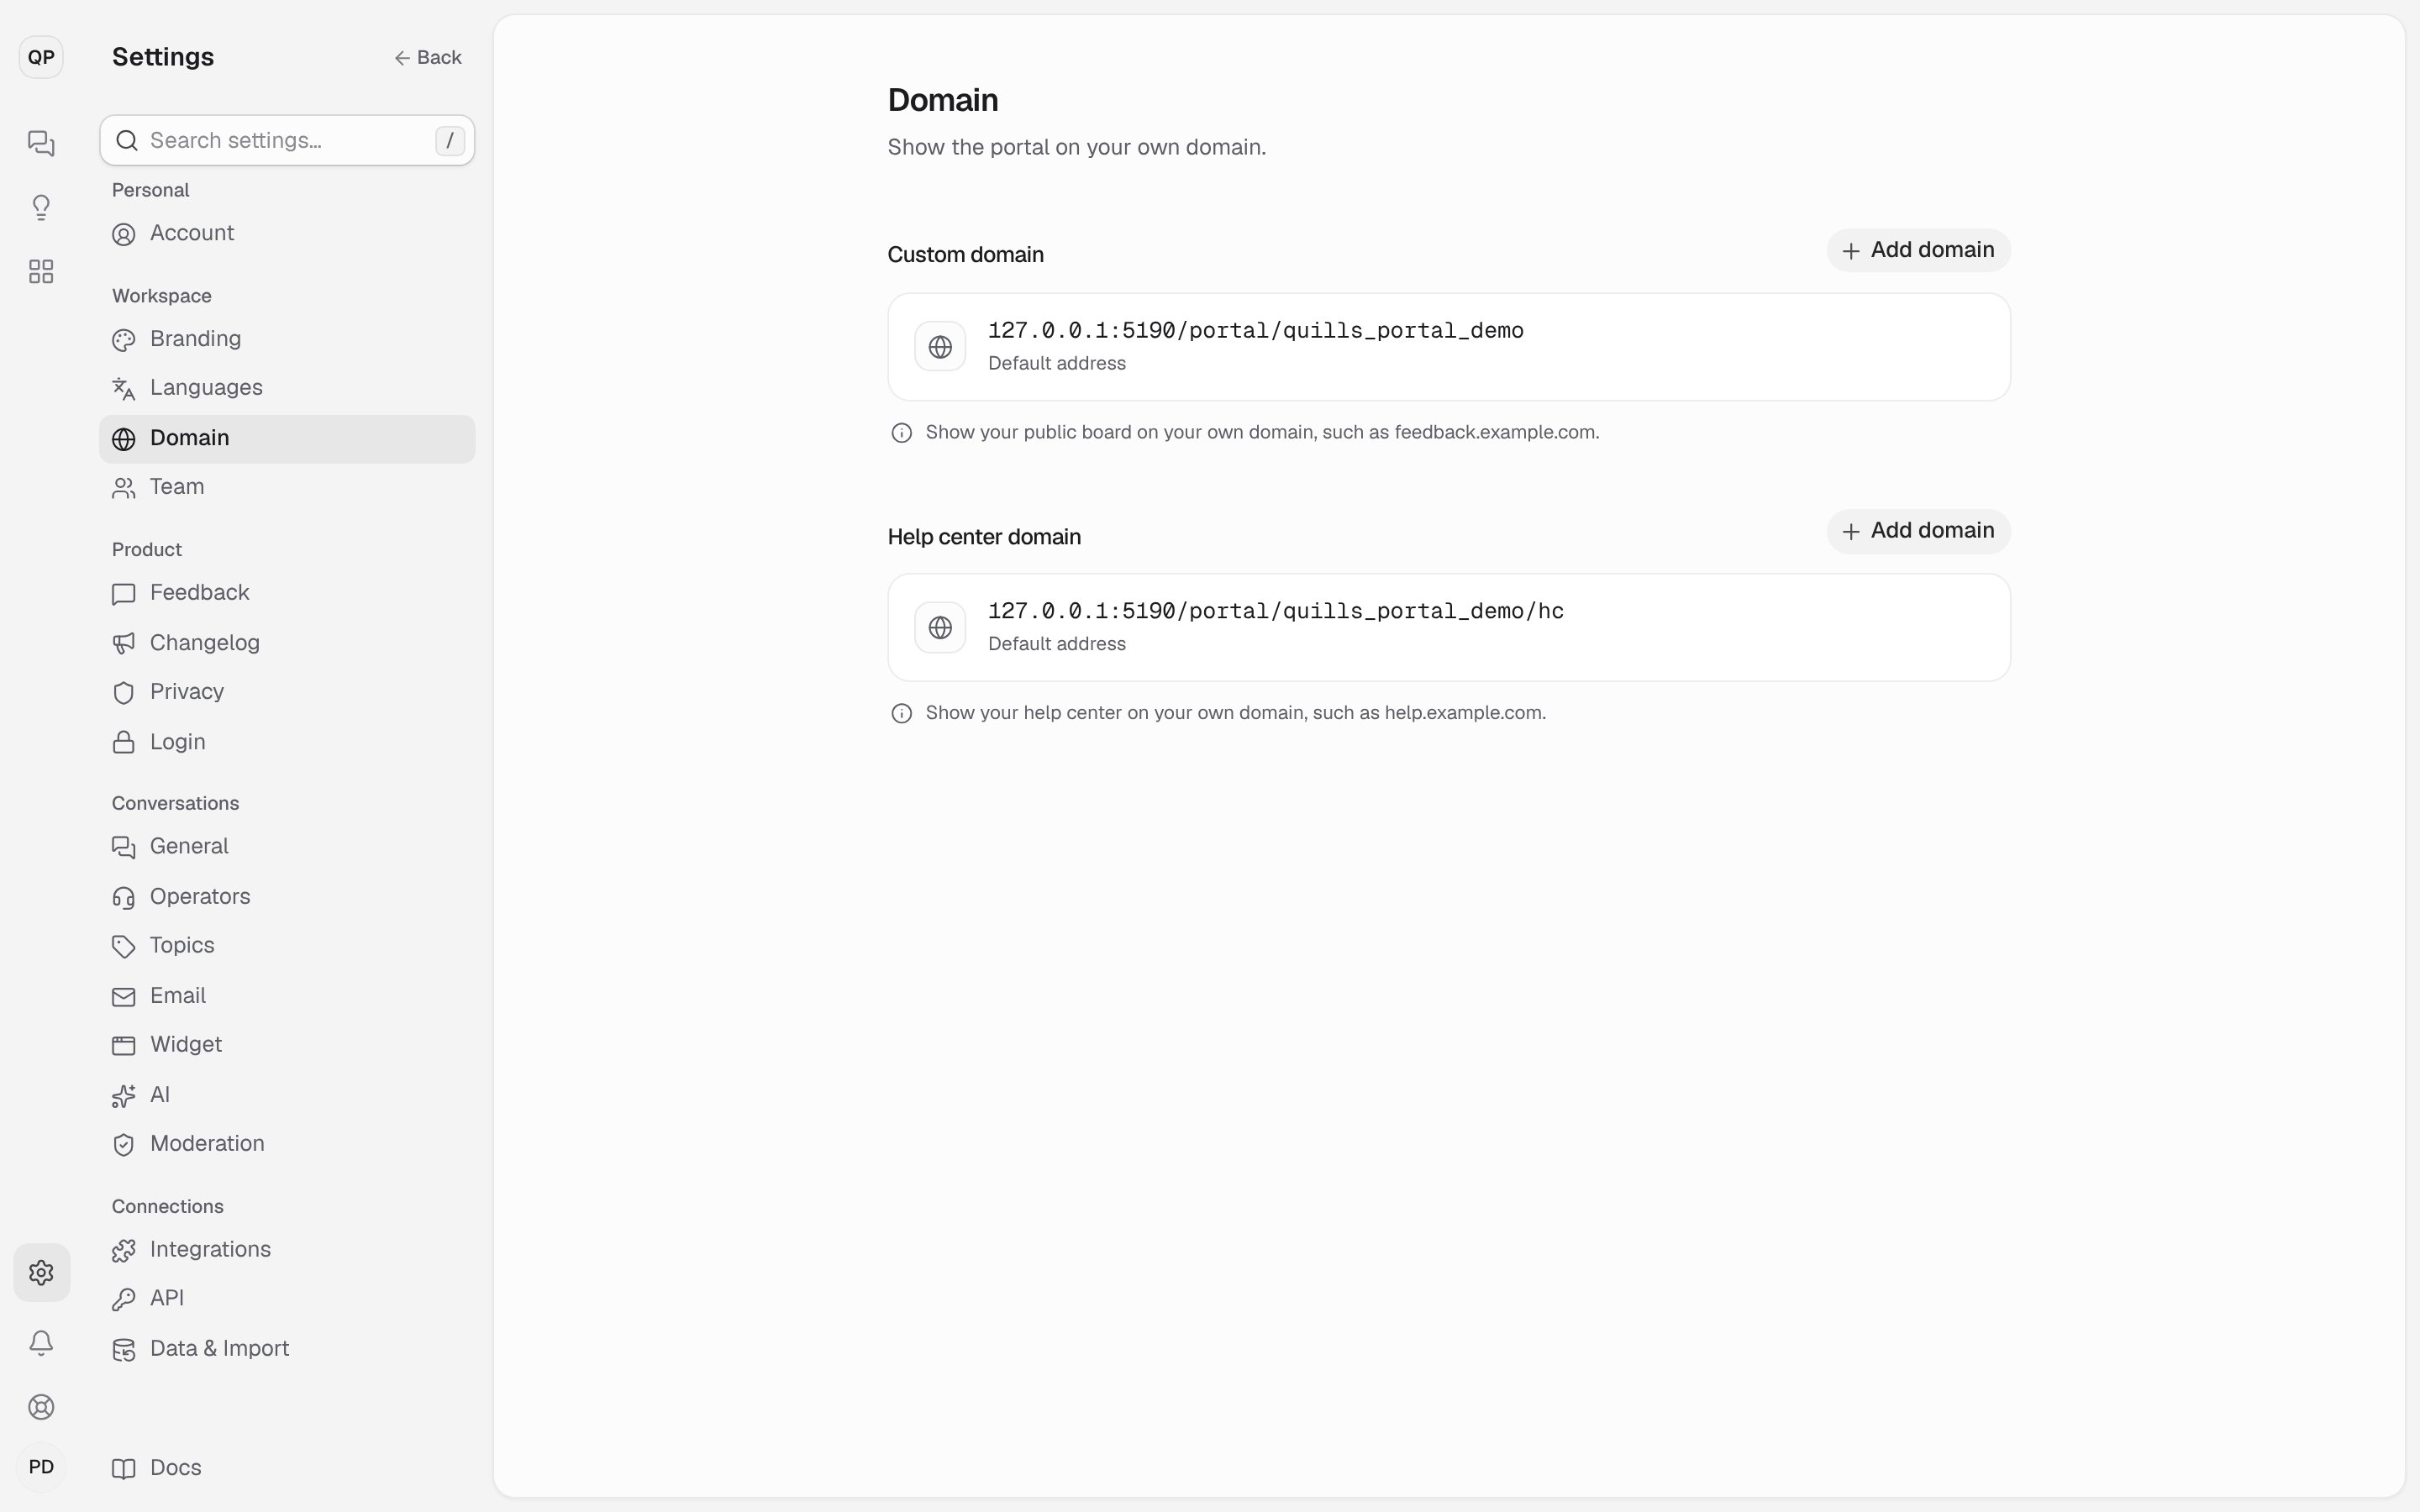 QP
Settings
Back
Search settings...
/
Personal
Account
Workspace
Branding
Languages
Domain
Team
Product
Feedback
Changelog
Privacy
Login
Conversations
General
Operators
Topics
Email
Widget
AI
Moderation
Connections
Integrations
API
Data & Import
Docs
PD
Domain
Show the portal on your own domain.
Custom domain
Add domain
127.0.0.1:5190/portal/quills_portal_demo
Default address
Show your public board on your own domain, such as feedback.example.com.
Help center domain
Add domain
127.0.0.1:5190/portal/quills_portal_demo/hc
Default address
Show your help center on your own domain, such as help.example.com.